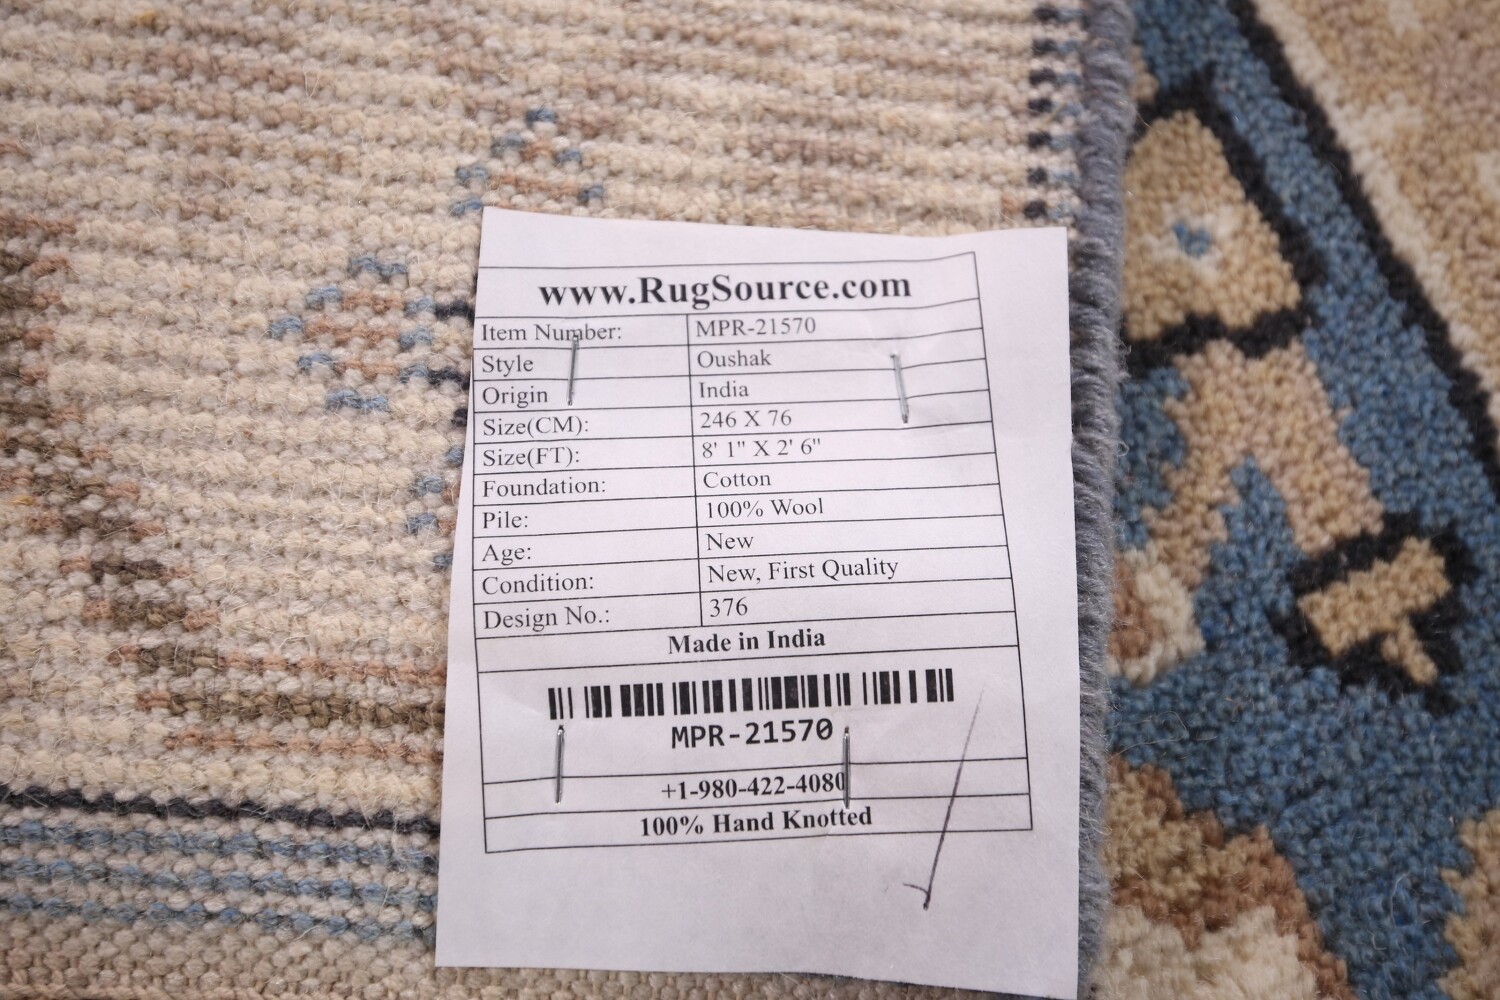 www.RugSource.com
Item Number: MPR-21570
Style Oushak
Origin India
Size(CM): 246 X 76
Size(FT): 8' 1" X 2' 6"
Foundation: Cotton
Pile: 100% Wool
Age: New
Condition: New, First Quality
Design No.: 376
Made in India
MPR-21570
+1-980-422-4080
100% Hand Knotted